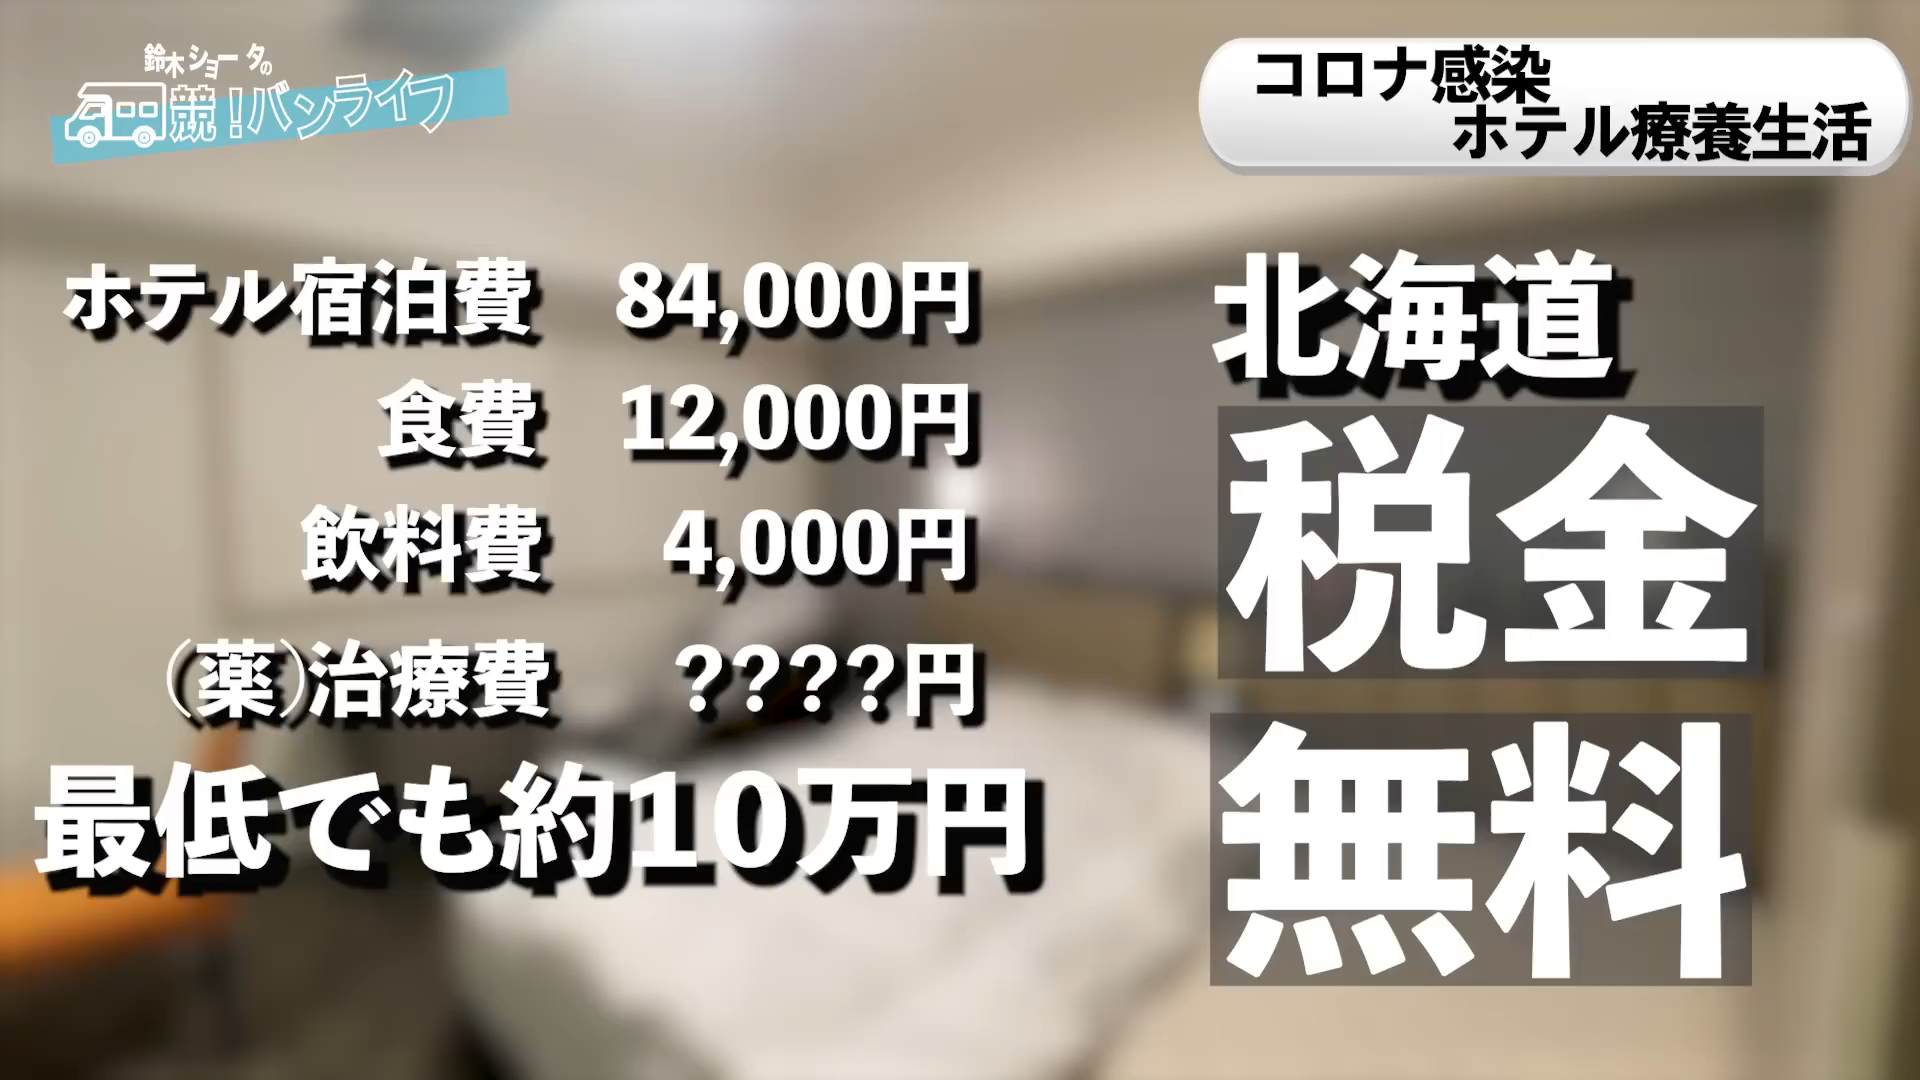 鈴木ショータの
競!バンライフ
コロナ感染
ホテル療養生活
ホテル宿泊費 84,000円
食費 12,000円
飲料費 4,000円
(薬)治療費 ????円
最低でも約10万円
北海道
税金
無料